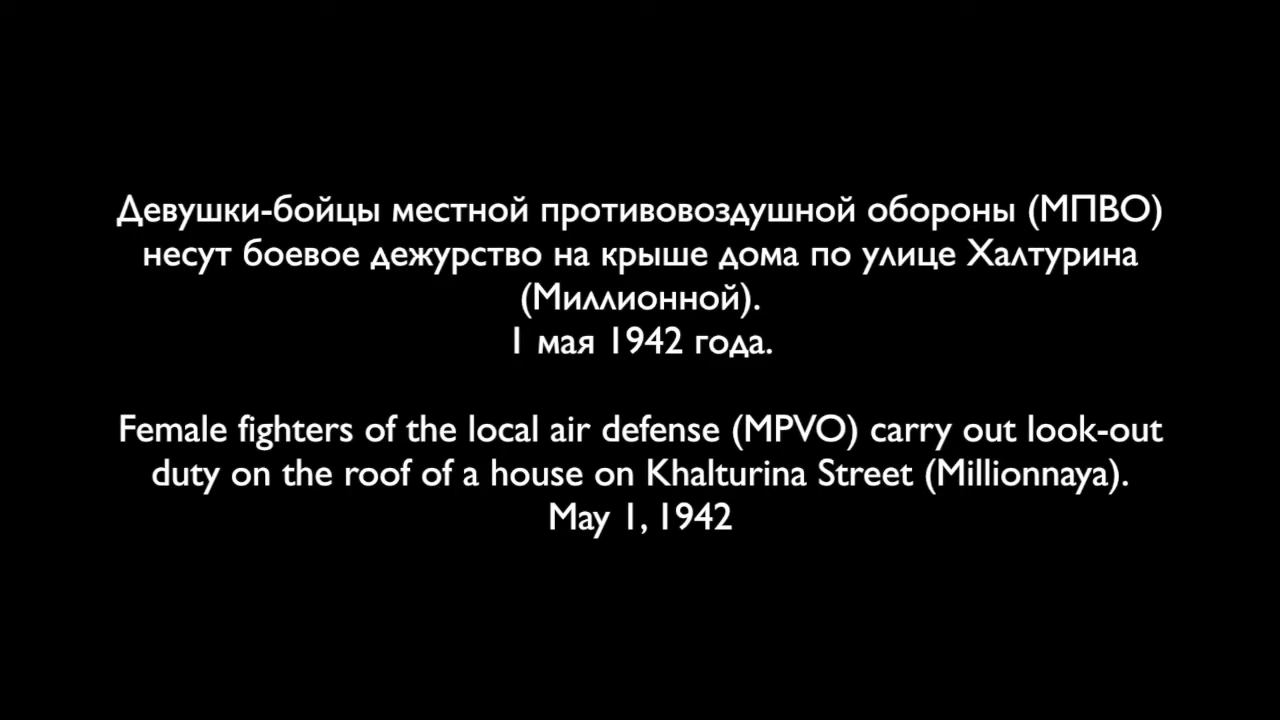 Девушки-бойцы местной противовоздушной обороны (МПВО)
несут боевое дежурство на крыше дома по улице Халтурина
(Миллионной).
1 мая 1942 года.
Female fighters of the local air defense (MPVO) carry out look-out
duty on the roof of a house on Khalturina Street (Millionnaya).
May 1, 1942